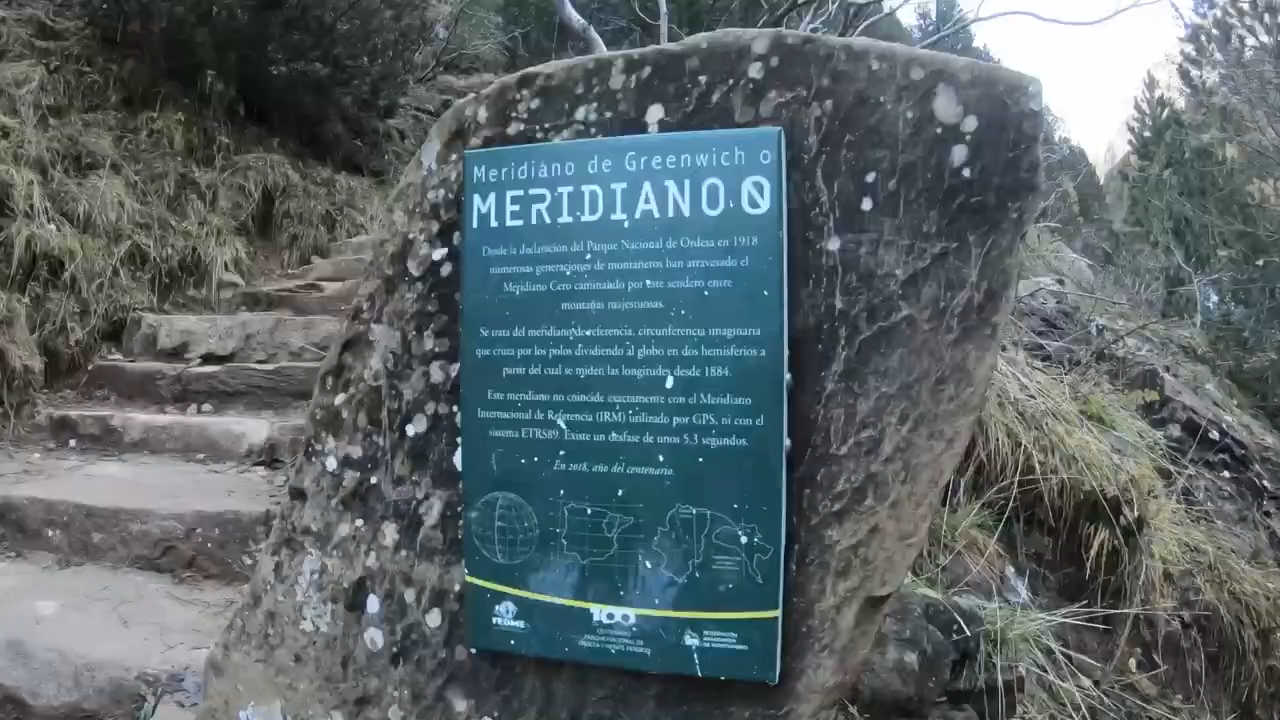 Meridiano de Greenwich o
MERIDIANO 0
Desde la declaración del Parque Nacional de Ordesa en 1918
numerosas generaciones de montañeros han atravesado el
Meridiano Cero caminando por este sendero entre
montañas majestuosas.
Se trata del meridiano de referencia, circunferencia imaginaria
que cruza por los polos dividiendo al globo en dos hemisferios a
partir del cual se miden las longitudes desde 1884.
Este meridiano no coincide exactamente con el Meridiano
Internacional de Referencia (IRM) utilizado por GPS, ni con el
sistema ETRS89. Existe un desfase de unos 5.3 segundos.
En 2018, año del centenario.
FEDME
100
CENTENARIO
PARQUE NACIONAL DE
ORDESA Y MONTE PERDIDO
FEDERACIÓN
ARAGONESA
DE MONTAÑISMO